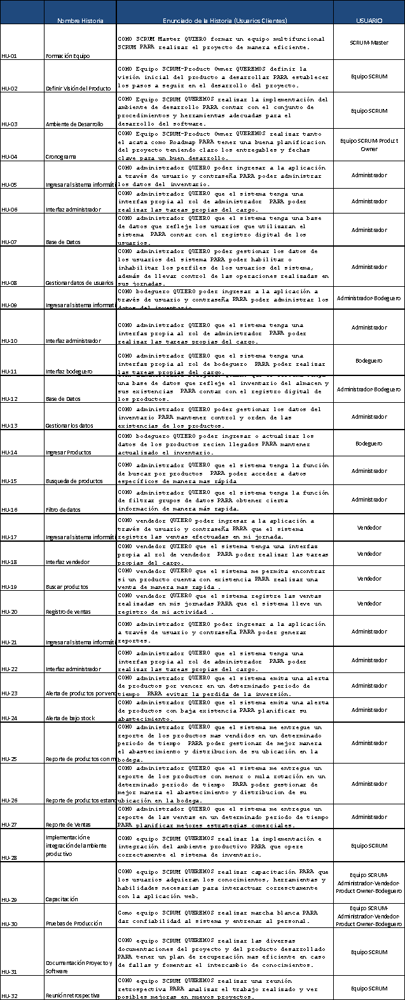 Nombre Historia Enunciado de la Historia (Usuarios Clientes) USUARIO
COMO SCRUM Master QUIERO formar un equipo multifuncional
SCRUM PARA realizar el proyecto de manera eficiente.
SCRUM-Master
HU-01 Formación Equipo
COMO Equipo SCRUM-Product Owner QUEREMOS definir la
visión inicial del producto a desarrollar PARA establecer
los pasos a seguir en el desarrollo del proyecto.
Equipo SCRUM
HU-02 Definir Visión del Producto
COMO Equipo SCRUM QUEREMOS realizar la implementación del
ambiente de desarrollo PARA contar con el conjunto de
procedimientos y herramientas adecuadas para el
desarrollo del software.
Equipo SCRUM
HU-03 Ambiente de Desarrollo
COMO Equipo SCRUM-Product Owner QUEREMOS realizar tanto
el acata como Roadmap PARA tener una buena planificacion
del proyecto teniendo claro los entregables y fechas
clave para un buen desarrollo.
Equipo SCRUM-Product
Owner
HU-04 Cronograma
COMO administrador QUIERO poder ingresar a la aplicación
a través de usuario y contraseña PARA poder administrar
los datos del inventario.
Administrador
HU-05 Ingresar al sistema informáti
COMO administrador QUIERO que el sistema tenga una
interfas propia al rol de administrador PARA poder
realizar las tareas propias del cargo.
Administrador
HU-06 Interfaz administrador
COMO administrador QUIERO que el sistema tenga una base
de datos que refleje los usuarios que utilizaran el
sistema PARA contar con el registro digital de los
usuarios.
Administrador
HU-07 Base de Datos
COMO administrador QUIERO poder gestionar los datos de
los usuarios del sistema PARA poder habilitar o
inhabilitar los perfiles de los usuarios del sistema,
además de llevar control de las operaciones realizadas en
sus jornadas.
Administrador
HU-08 Gestionar datos de usuarios
COMO bodeguero QUIERO poder ingresar a la aplicación a
través de usuario y contraseña PARA poder administrar los
datos del inventario
Administrador-Bodeguero
HU-09 Ingresar al sistema informati
COMO administrador QUIERO que el sistema tenga una
interfas propia al rol de administrador PARA poder
realizar las tareas propias del cargo.
Administrador
HU-10 Interfaz administrador
COMO administrador QUIERO que el sistema tenga una
interfas propia al rol de bodeguero PARA poder realizar
las tareas propias del cargo.
Bodeguero
HU-11 Interfaz bodeguero
una base de datos que refleje el inventario del almacen y
sus existencias PARA contar con el registro digital de
los productos.
Administrador-Bodeguero
HU-12 Base de Datos
COMO administrador QUIERO poder gestionar los datos del
inventario PARA mantener control y orden de las
existencias de los productos.
Administrador
HU-13 Gestionar los datos
COMO bodeguero QUIERO poder ingresar o actualizar los
datos de los productos recien llegados PARA mantener
actualizado el inventario.
Bodeguero
HU-14 Ingresar Productos
COMO administrador QUIERO que el sistema tenga la función
de buscar por productos PARA poder acceder a datos
específicos de manera mas rápida
Administrador
HU-15 Busqueda de productos
COMO administrador QUIERO que el sistema tenga la función
de filtrar grupos de datos PARA obtener cierta
información de manera más rapida.
Administrador
HU-16 Filtro de datos
COMO vendedor QUIERO poder ingresar a la aplicación a
través de usuario y contraseña PARA que el sistema
registre las ventas efectuadas en mi jornada.
Vendedor
HU-17 Ingresar al sistema informáti
COMO vendedor QUIERO que el sistema tenga una interfas
propia al rol de vendedor PARA poder realizar las tareas
propias del cargo.
Vendedor
HU-18 Interfaz vendedor
COMO vendedor QUIERO que el sistema me permita encontrar
si un producto cuenta con existencia PARA realizar una
venta de manera mas rapida .
Vendedor
HU-19 Buscar productos
COMO vendedor QUIERO que el sistema registre las ventas
realizadas en mis jornadas PARA que el sistema lleve un
registro de mi actividad .
Vendedor
HU-20 Registro de ventas
COMO administrador QUIERO poder ingresar a la aplicación
a través de usuario y contraseña PARA poder generar
reportes.
Administrador
HU-21 Ingresar al sistema informáti
COMO administrador QUIERO que el sistema tenga una
interfas propia al rol de administrador PARA poder
realizar las tareas propias del cargo.
Administrador
HU-22 Interfaz administrador
COMO administrador QUIERO que el sistema emita una alerta
de productos por vencer en un determinado periodo de
tiempo PARA evitar la perdida de la inversión.
Administrador
HU-23 Alerta de productos por venc
COMO administrador QUIERO que el sistema emita una alerta
de productos con baja existencia PARA planificar su
abastecimiento.
Administrador
HU-24 Alerta de bajo stock
COMO administrador QUIERO que el sistema me entregue un
reporte de los productos mas vendidos en un determinado
periodo de tiempo PARA poder gestionar de mejor manera
el abastecimiento y distribucion de su ubicación en la
bodega.
Administrador
HU-25 Reporte de productos con m
COMO administrador QUIERO que el sistema me entregue un
reporte de los productos con menor o nula rotación en un
determinado periodo de tiempo PARA poder gestionar de
mejor manera el abastecimiento y distribucion de su
ubicación en la bodega.
Administrador
HU-26 Reporte de productos estanc
COMO administrador QUIERO que el sistema me entregue un
reporte de las ventas en un determinado periodo de tiempo
PARA planificar mejores estrategias comerciales.
Administrador
HU-27 Reporte de Ventas
Implementación e
integración del ambiente
productivo
COMO equipo SCRUM QUEREMOS realizar la implementación e
integración del ambiente productivo PARA que opere
correctamente el sistema de inventario.
Equipo SCRUM
HU-28
COMO equipo SCRUM QUEREMOS realizar capacitación PARA que
los usuarios adquieran los conocimientos, herramientas y
habilidades necesarias para interactuar corresctamente
con la aplicación web.
Equipo SCRUM-
Administrador-Vendedor-
Product Owner-Bodeguero
HU-29 Capacitación
Como equipo SCRUM QUEREMOS realizar marcha blanca PARA
dar confiabilidad al sistema y entrenar al personal.
Equipo SCRUM-
Administrador-Vendedor-
Product Owner-Bodeguero
HU-30 Pruebas de Producción
COMO equipo SCRUM QUEREMOS realizar las diversas
documentaciones del proyecto y del producto desarrollado
PARA tener un plan de recuperación mas eficiente en caso
de fallas y fomentar el intercambio de conocimientos.
Equipo SCRUM
Documentación Proyecto y
HU-31 Software
COMO equipo SCRUM QUEREMOS realizar una reunión
retrospectiva PARA analizar el trabajo realizado y ver
posibles mejoras en nuevos proyectos.
Equipo SCRUM
HU-32 Reunión retrospectiva